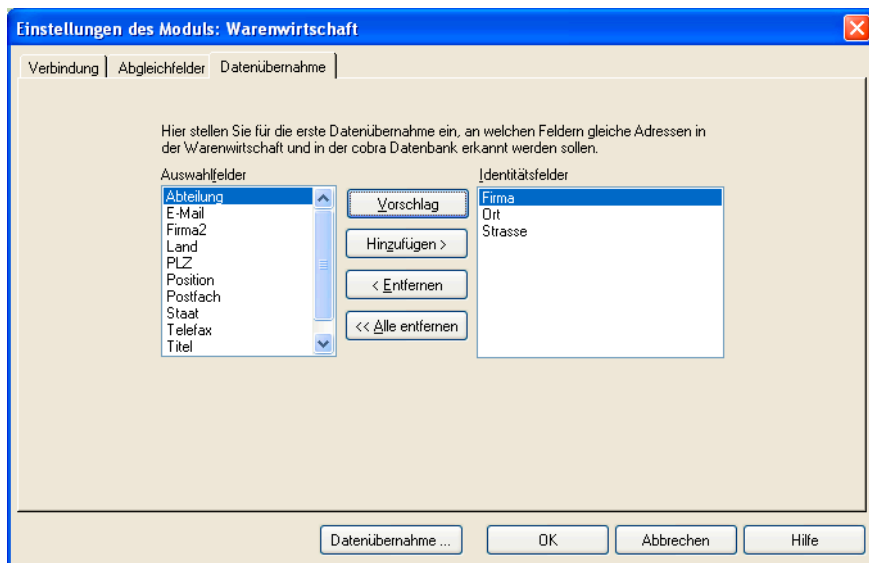 Einstellungen des Moduls: Warenwirtschaft
Verbindung
Abgleichfelder
Datenübernahme
Hier stellen Sie für die erste Datenübernahme ein, an welchen Feldern gleiche Adressen in
der Warenwirtschaft und in der cobra Datenbank erkannt werden sollen.
Auswahlfelder
Abteilung
E-Mail
Firma2
Land
PLZ
Position
Postfach
Staat
Telefax
Titel
Vorschlag
Hinzufügen >
< Entfernen
<< Alle entfernen
Identitätsfelder
Firma
Ort
Strasse
Datenübernahme ...
OK
Abbrechen
Hilfe